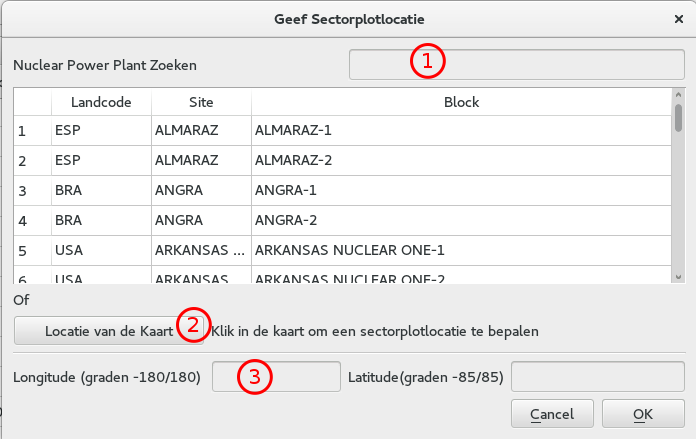 Geef Sectorplotlocatie ×
Nuclear Power Plant Zoeken 1
Landcode Site Block
1 ESP ALMARAZ ALMARAZ-1
2 ESP ALMARAZ ALMARAZ-2
3 BRA ANGRA ANGRA-1
4 BRA ANGRA ANGRA-2
5 USA ARKANSAS ... ARKANSAS NUCLEAR ONE-1
6 USA ARKANSAS ARKANSAS NUCLEAR ONE-2
Of
Locatie van de Kaart 2 Klik in de kaart om een sectorplotlocatie te bepalen
Longitude (graden -180/180) 3 Latitude(graden -85/85)
Cancel OK